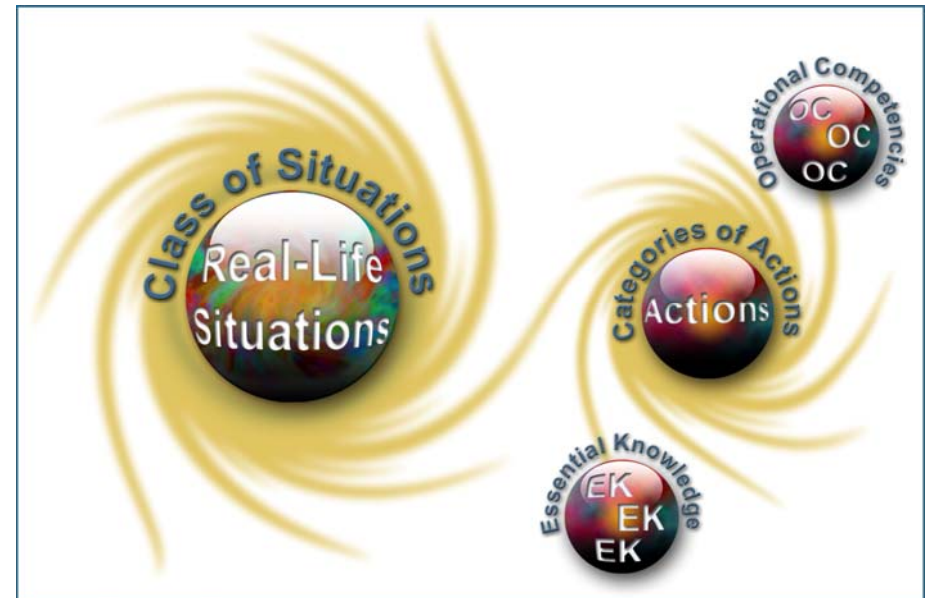 Class of Situations
Real-Life
Situations
Operational Competencies
OC
OC
OC
Categories of Actions
Actions
Essential Knowledge
EK
EK
EK